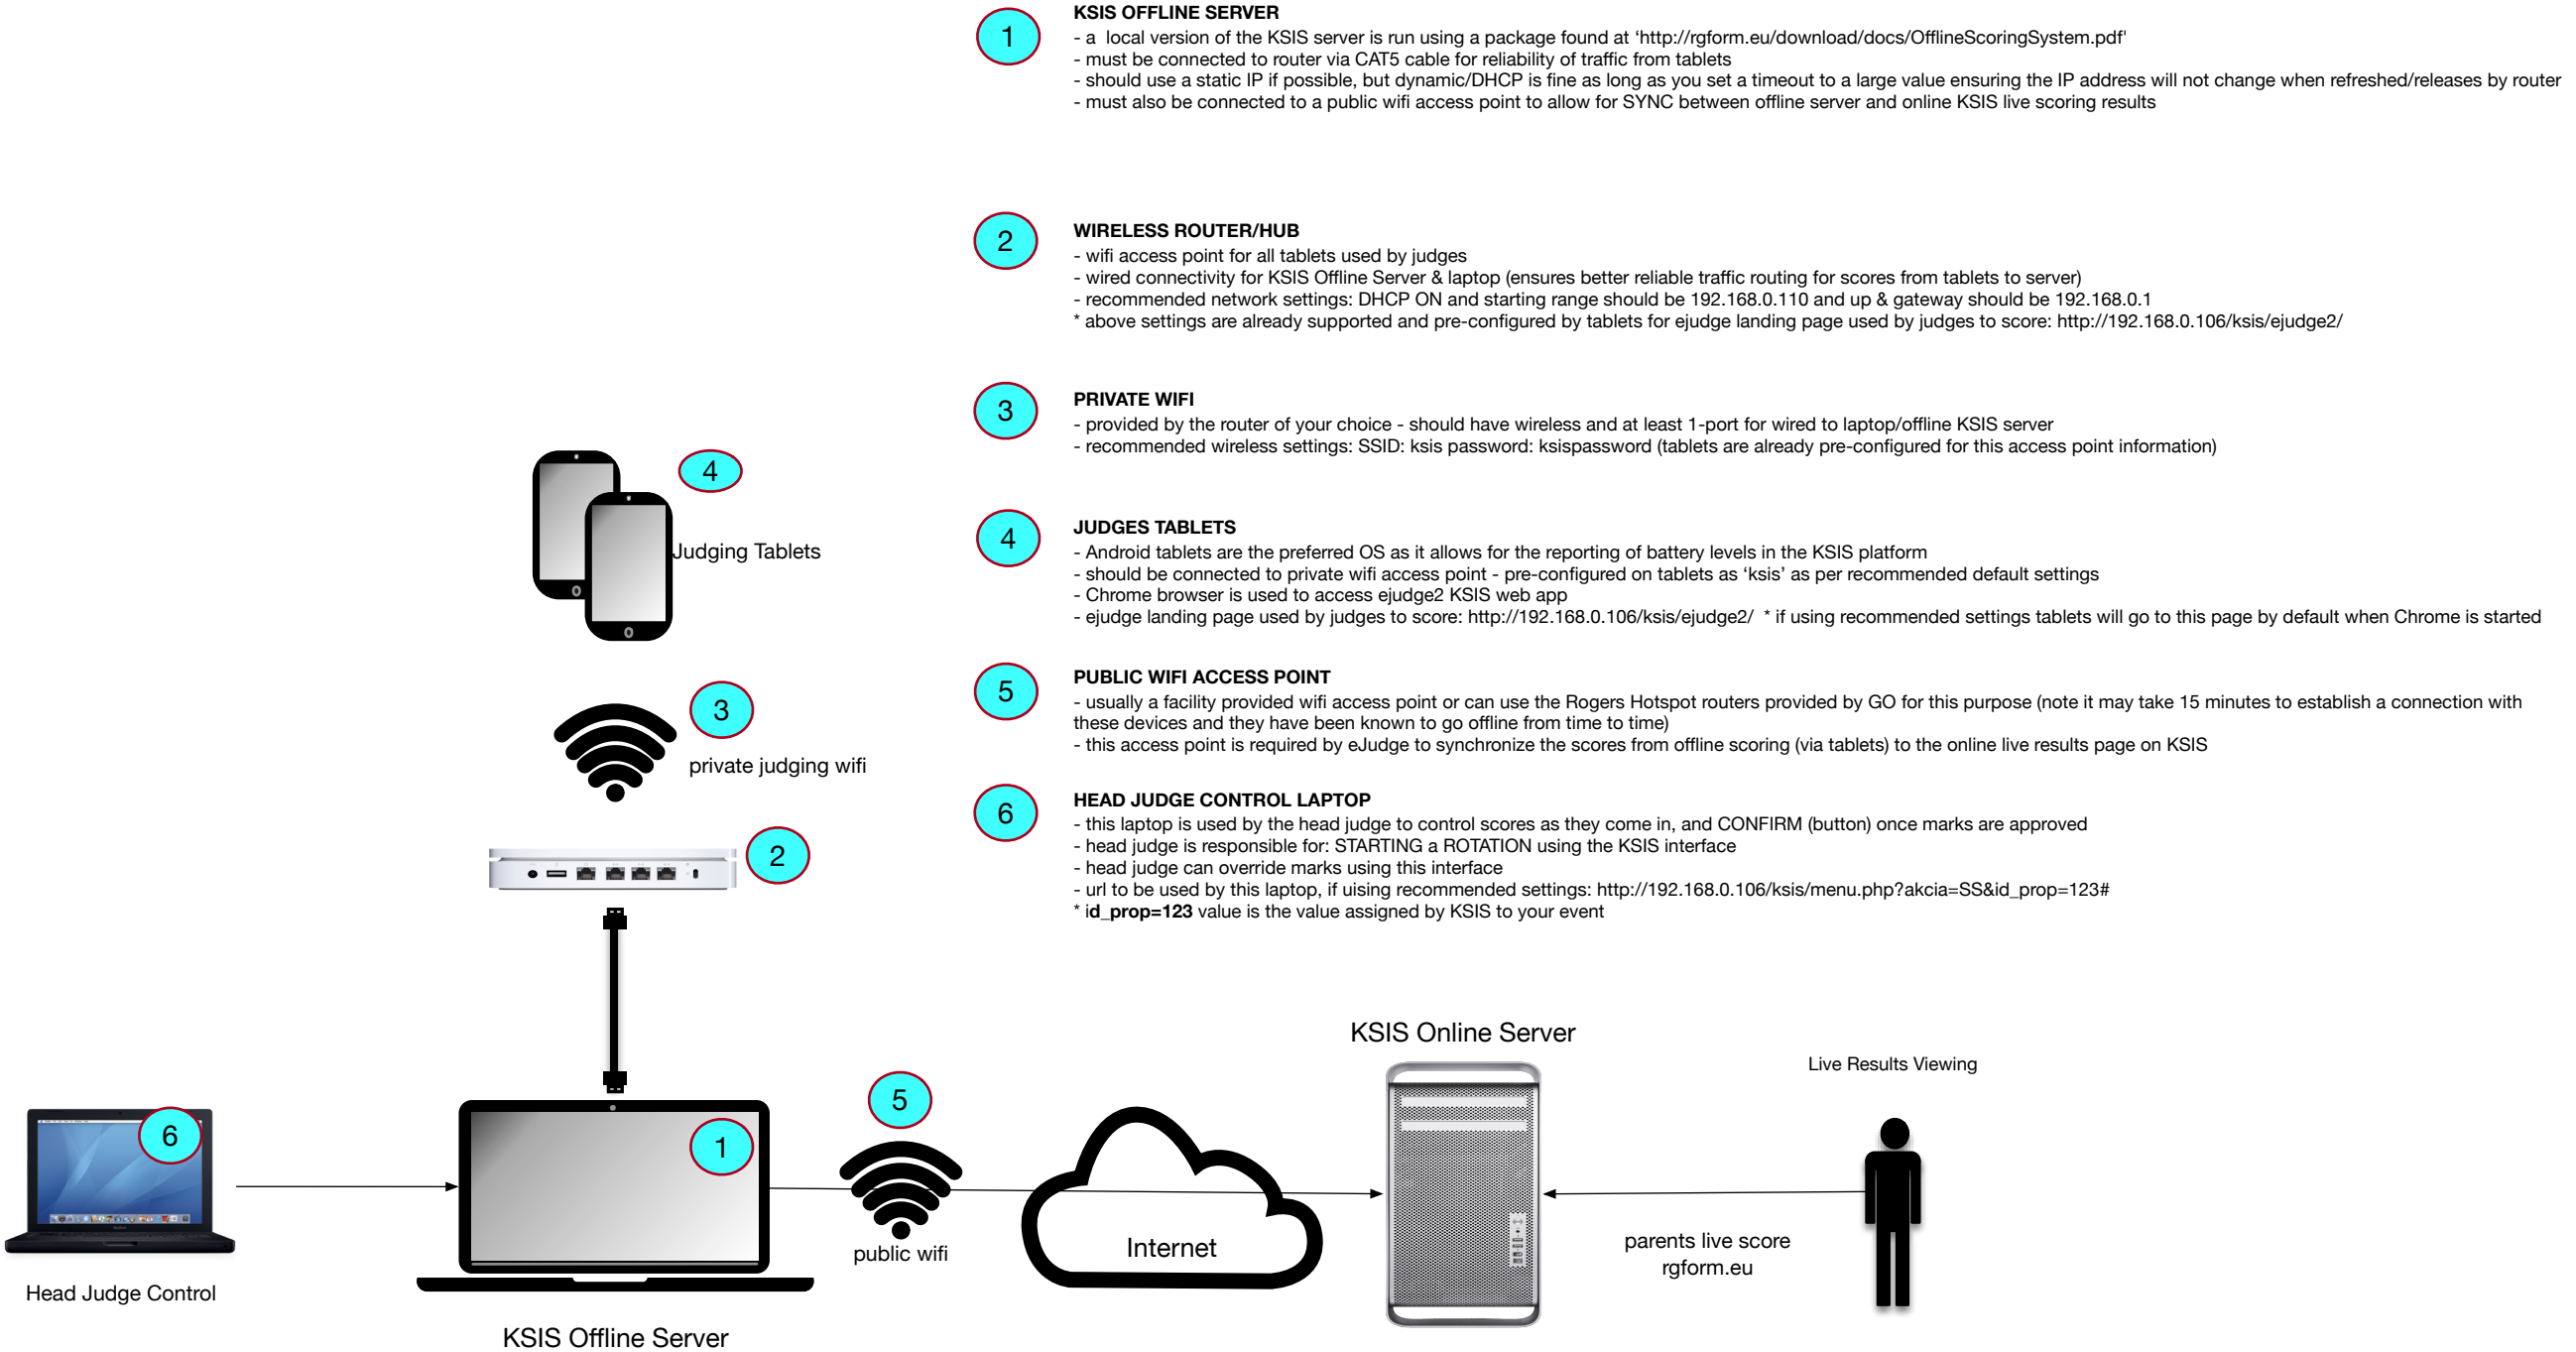 1
KSIS OFFLINE SERVER
- a  local version of the KSIS server is run using a package found at ‘http://rgform.eu/download/docs/OfflineScoringSystem.pdf'
- must be connected to router via CAT5 cable for reliability of traffic from tablets
- should use a static IP if possible, but dynamic/DHCP is fine as long as you set a timeout to a large value ensuring the IP address will not change when refreshed/releases by router
- must also be connected to a public wifi access point to allow for SYNC between offline server and online KSIS live scoring results
2
WIRELESS ROUTER/HUB
- wifi access point for all tablets used by judges
- wired connectivity for KSIS Offline Server & laptop (ensures better reliable traffic routing for scores from tablets to server)
- recommended network settings: DHCP ON and starting range should be 192.168.0.110 and up & gateway should be 192.168.0.1
* above settings are already supported and pre-configured by tablets for ejudge landing page used by judges to score: http://192.168.0.106/ksis/ejudge2/
3
PRIVATE WIFI
- provided by the router of your choice - should have wireless and at least 1-port for wired to laptop/offline KSIS server
- recommended wireless settings: SSID: ksis password: ksispassword (tablets are already pre-configured for this access point information)
4
JUDGES TABLETS
- Android tablets are the preferred OS as it allows for the reporting of battery levels in the KSIS platform
- should be connected to private wifi access point - pre-configured on tablets as ‘ksis’ as per recommended default settings
- Chrome browser is used to access ejudge2 KSIS web app
- ejudge landing page used by judges to score: http://192.168.0.106/ksis/ejudge2/  * if using recommended settings tablets will go to this page by default when Chrome is started
5
PUBLIC WIFI ACCESS POINT
- usually a facility provided wifi access point or can use the Rogers Hotspot routers provided by GO for this purpose (note it may take 15 minutes to establish a connection with
these devices and they have been known to go offline from time to time)
- this access point is required by eJudge to synchronize the scores from offline scoring (via tablets) to the online live results page on KSIS
6
HEAD JUDGE CONTROL LAPTOP
- this laptop is used by the head judge to control scores as they come in, and CONFIRM (button) once marks are approved
- head judge is responsible for: STARTING a ROTATION using the KSIS interface
- head judge can override marks using this interface
- url to be used by this laptop, if uising recommended settings: http://192.168.0.106/ksis/menu.php?akcia=SS&id_prop=123#
* id_prop=123 value is the value assigned by KSIS to your event
4
Judging Tablets
3
private judging wifi
2
6
Head Judge Control
1
KSIS Offline Server
5
public wifi
Internet
KSIS Online Server
Live Results Viewing
parents live score
rgform.eu